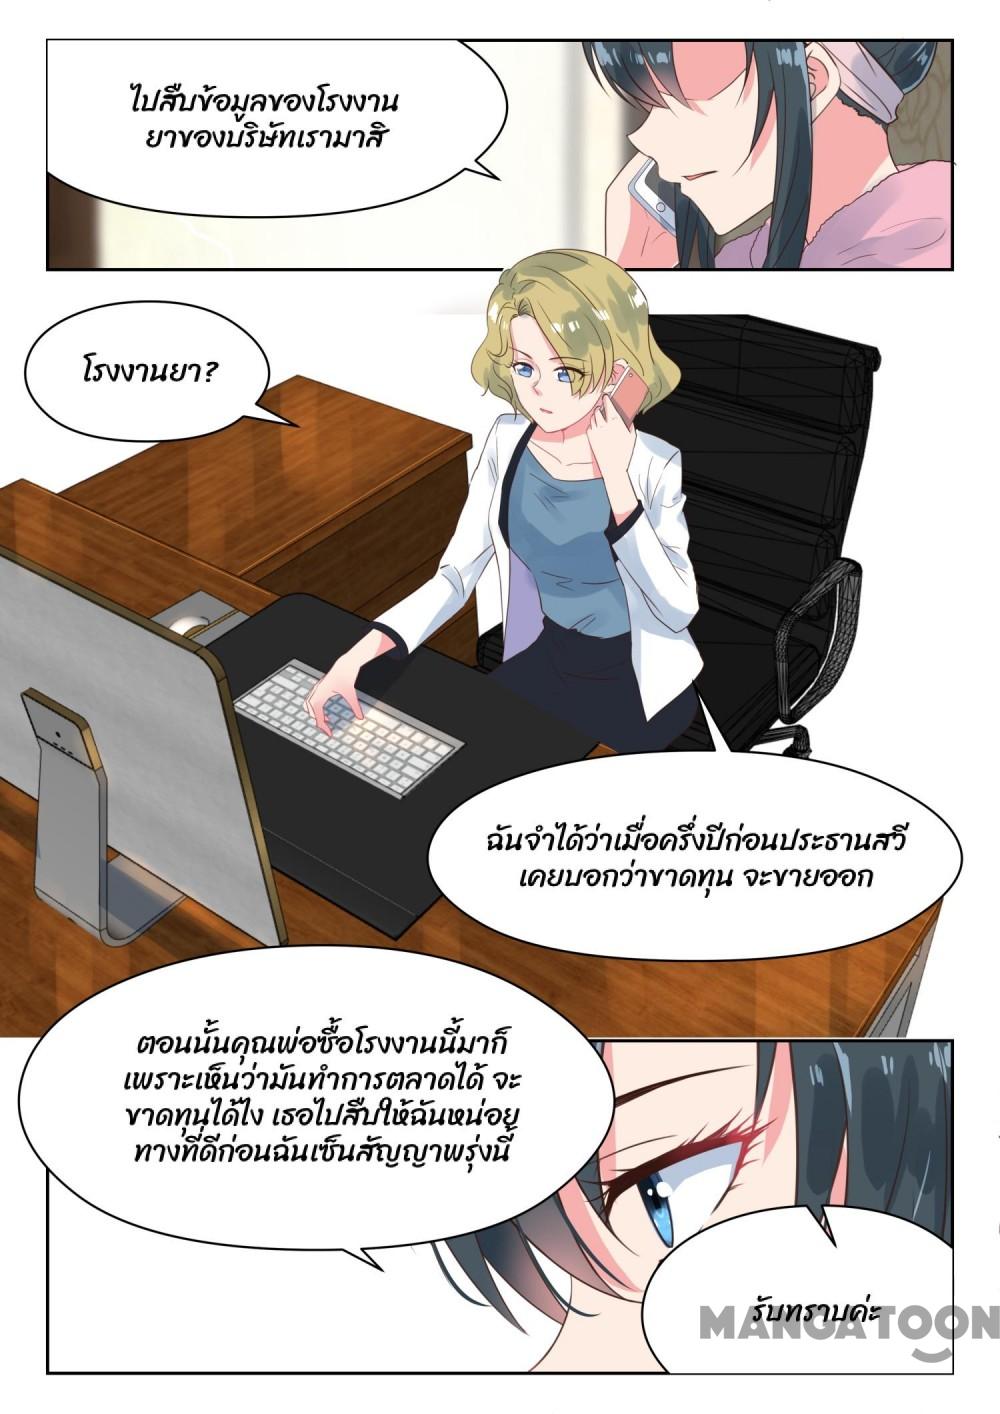 ไปสืบข้อมูลของโรงงาน
ยาของบริษัทเรามาสิ
โรงงานยา?
ฉันจำได้ว่าเมื่อครึ่งปีก่อนประธานสวี
เคยบอกว่าขาดทุน จะขายออก
ตอนนั้นคุณพ่อซื้อโรงงานนี้มาก็
เพราะเห็นว่ามันทำการตลาดได้ จะ
ขาดทุนได้ไง เธอไปสืบให้ฉันหน่อย
ทางที่ดีก่อนฉันเซ็นสัญญาพรุ่งนี้
รับทราบค่ะ
MANGATOON